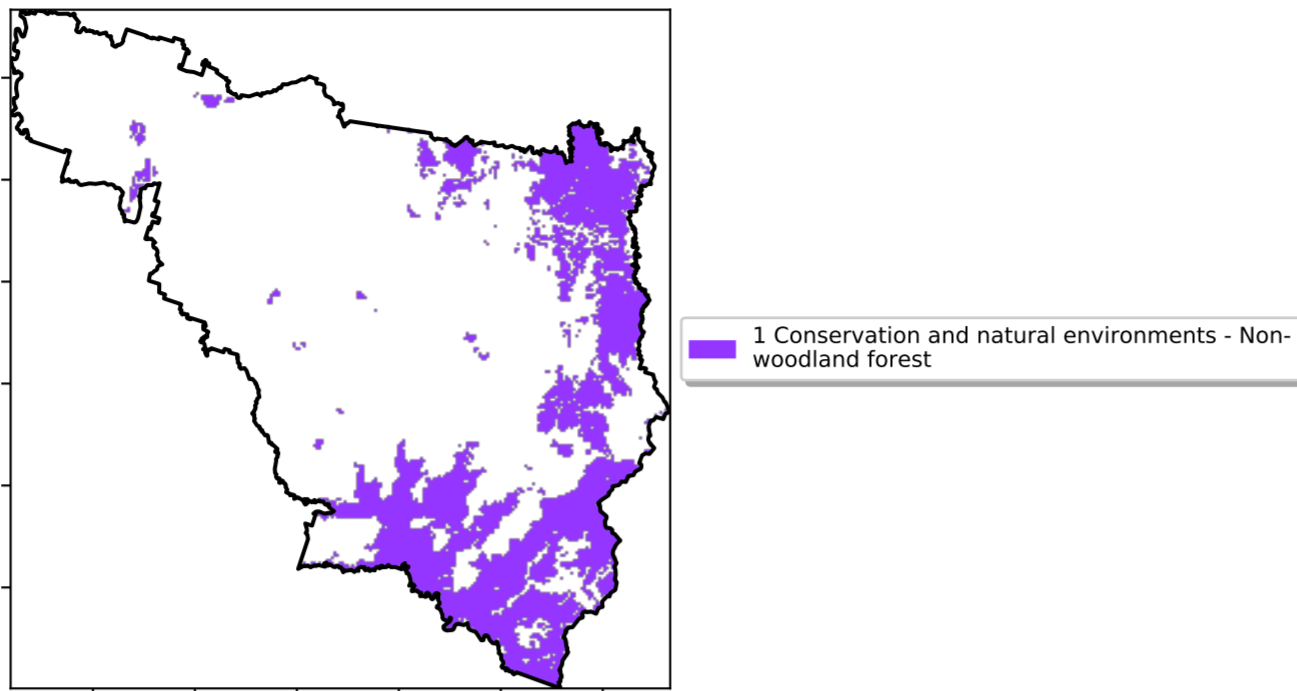 1 Conservation and natural environments - Non-
woodland forest